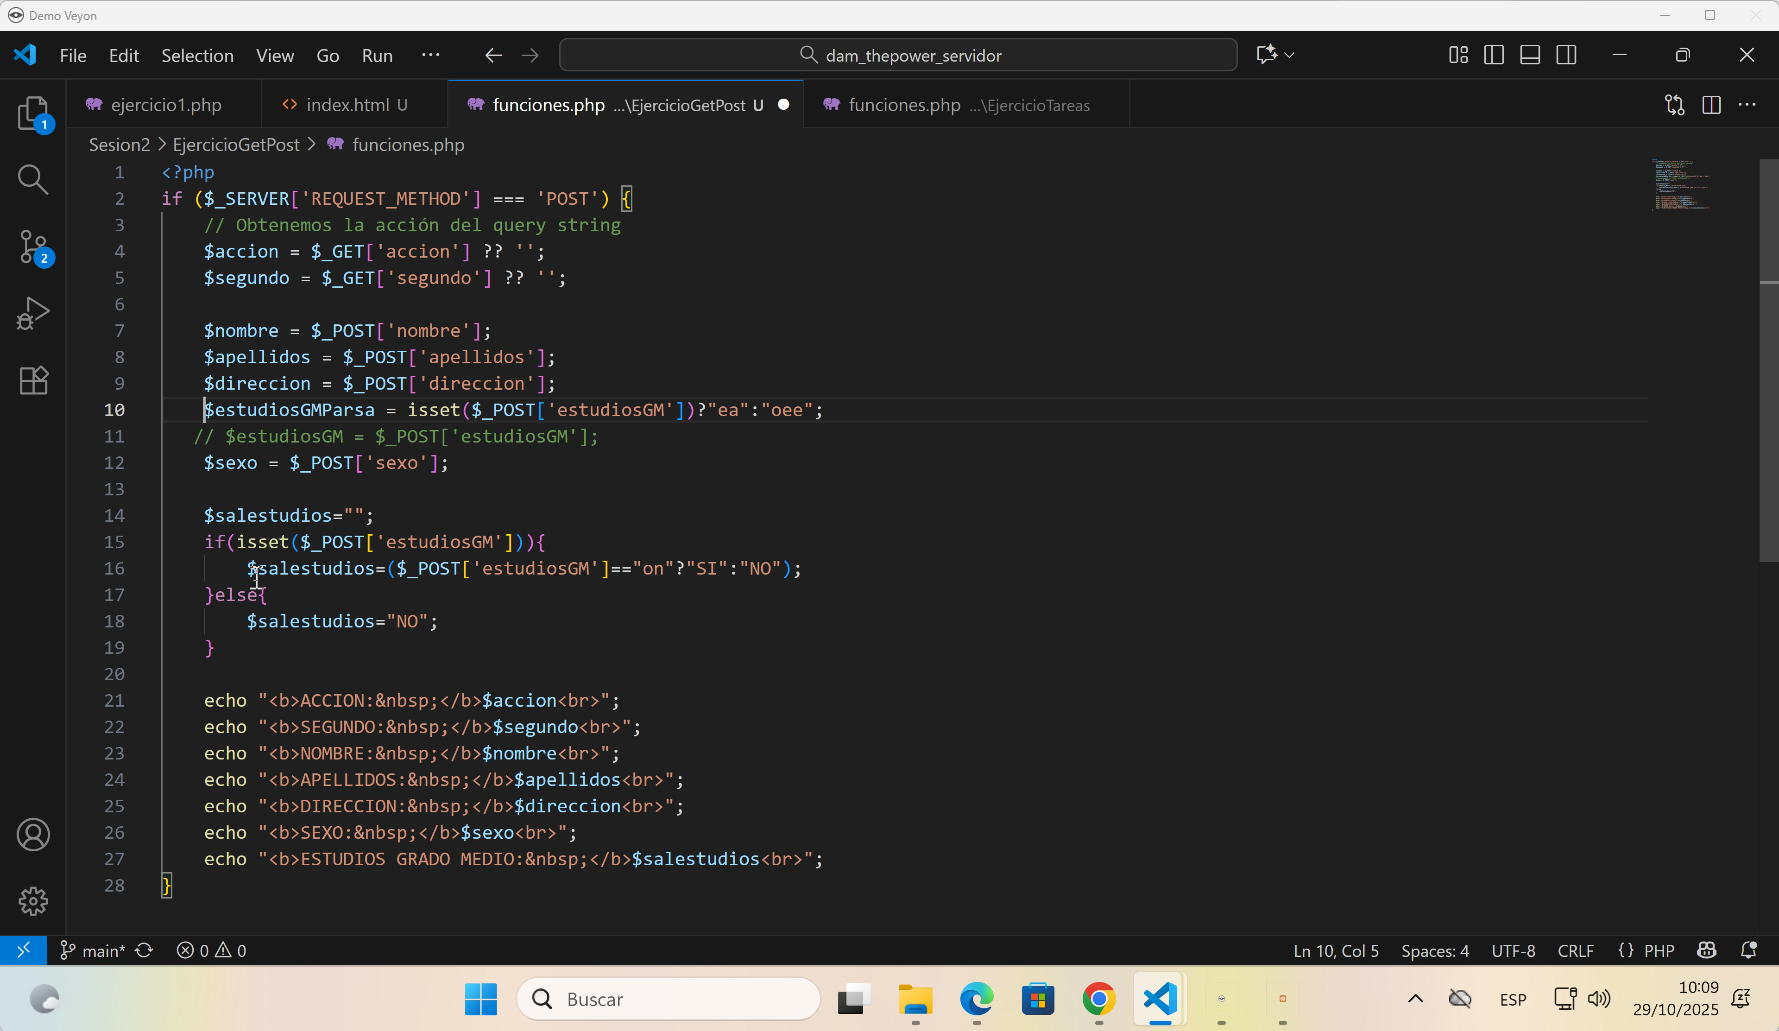 Demo Veyon
File Edit Selection View Go Run ··· dam_thepower_servidor
ejercicio1.php <> index.html U funciones.php ...\EjercicioGetPost U funciones.php ...\EjercicioTareas
1
Sesion2 > EjercicioGetPost > funciones.php
1 <?php
2 if ($_SERVER['REQUEST_METHOD'] === 'POST') {
3 // Obtenemos la acción del query string
4 $accion = $_GET['accion'] ?? '';
5 $segundo = $_GET['segundo'] ?? '';
2
6
7 $nombre = $_POST['nombre'];
8 $apellidos = $_POST['apellidos'];
9 $direccion = $_POST['direccion'];
10 $estudiosGMParsa = isset($_POST['estudiosGM'])?"ea":"oee";
11 // $estudiosGM = $_POST['estudiosGM'];
12 $sexo = $_POST['sexo'];
13
14 $salestudios="";
15 if(isset($_POST['estudiosGM'])){
16 $salestudios=($_POST['estudiosGM']=="on"?"SI":"NO");
17 }else{
18 $salestudios="NO";
19 }
20
21 echo "<b>ACCION:&nbsp;</b>$accion<br>";
22 echo "<b>SEGUNDO:&nbsp;</b>$segundo<br>";
23 echo "<b>NOMBRE:&nbsp;</b>$nombre<br>";
24 echo "<b>APELLIDOS:&nbsp;</b>$apellidos<br>";
25 echo "<b>DIRECCION:&nbsp;</b>$direccion<br>";
26 echo "<b>SEXO:&nbsp;</b>$sexo<br>";
27 echo "<b>ESTUDIOS GRADO MEDIO:&nbsp;</b>$salestudios<br>";
28 }
main* 0 0 Ln 10, Col 5 Spaces: 4 UTF-8 CRLF {} PHP
Buscar ESP 10:09
29/10/2025